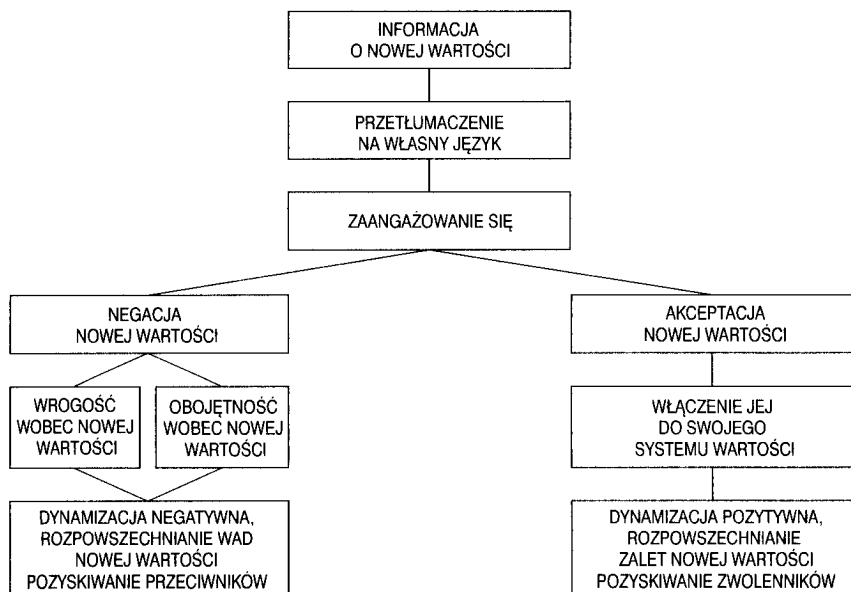 INFORMACJA
O NOWEJ WARTOŚCI
PRZETŁUMACZENIE
NA WŁASNY JĘZYK
ZAANGAŻOWANIE SIĘ
NEGACJA
NOWEJ WARTOŚCI
AKCEPTACJA
NOWEJ WARTOŚCI
WROGOŚĆ
WOBEC NOWEJ
WARTOŚCI
OBOJĘTNOŚĆ
WOBEC NOWEJ
WARTOŚCI
WŁĄCZENIE JEJ
DO SWOJEGO
SYSTEMU WARTOŚCI
DYNAMIZACJA NEGATYWNA,
ROZPOWSZECHNIANIE WAD
NOWEJ WARTOŚCI
POZYSKIWANIE PRZECIWNIKÓW
DYNAMIZACJA POZYTYWNA,
ROZPOWSZECHNIANIE
ZALET NOWEJ WARTOŚCI
POZYSKIWANIE ZWOLENNIKÓW